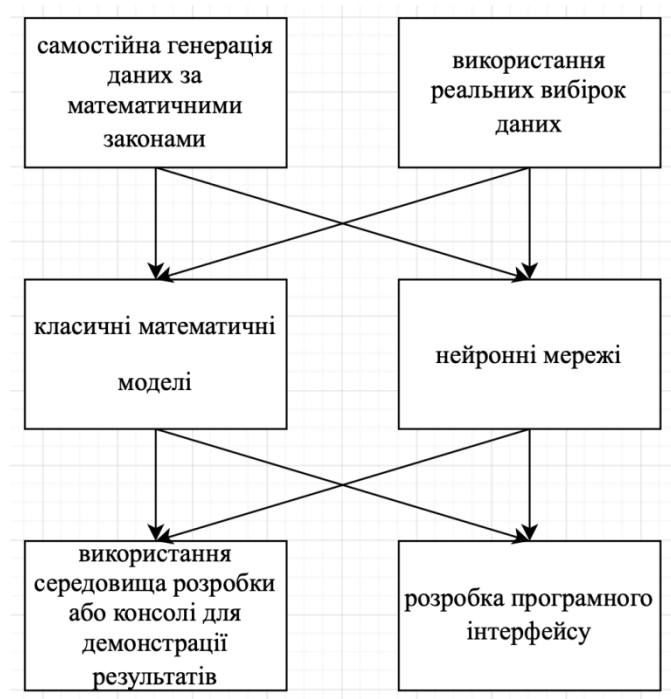 самостійна генерація
даних за
математичними
законами
використання
реальних вибірок
даних
класичні математичні
моделі
нейронні мережі
використання
середовища розробки
або консолі для
демонстрації
результатів
розробка програмного
інтерфейсу